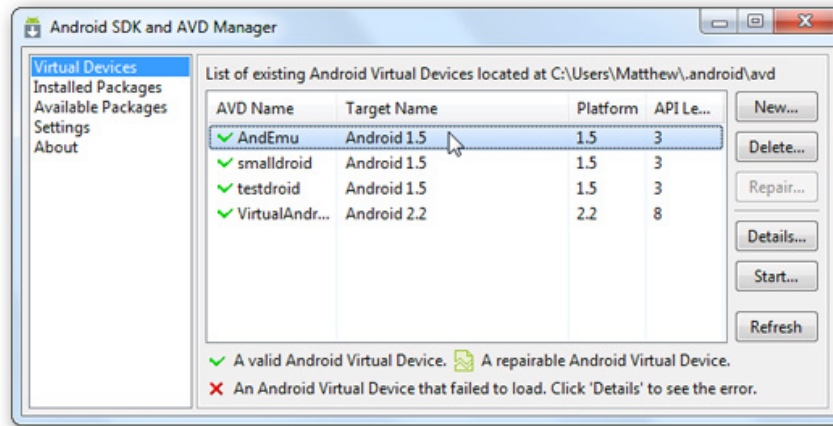 Android SDK and AVD Manager
Virtual Devices
Installed Packages
Available Packages
Settings
About
List of existing Android Virtual Devices located at C:\Users\Matthew\.android\avd
AVD Name Target Name Platform API Le...
AndEmu Android 1.5 1.5 3
smalldroid Android 1.5 1.5 3
testdroid Android 1.5 1.5 3
VirtualAndr... Android 2.2 2.2 8
New...
Delete...
Repair...
Details...
Start...
Refresh
A valid Android Virtual Device. A repairable Android Virtual Device.
An Android Virtual Device that failed to load. Click 'Details' to see the error.